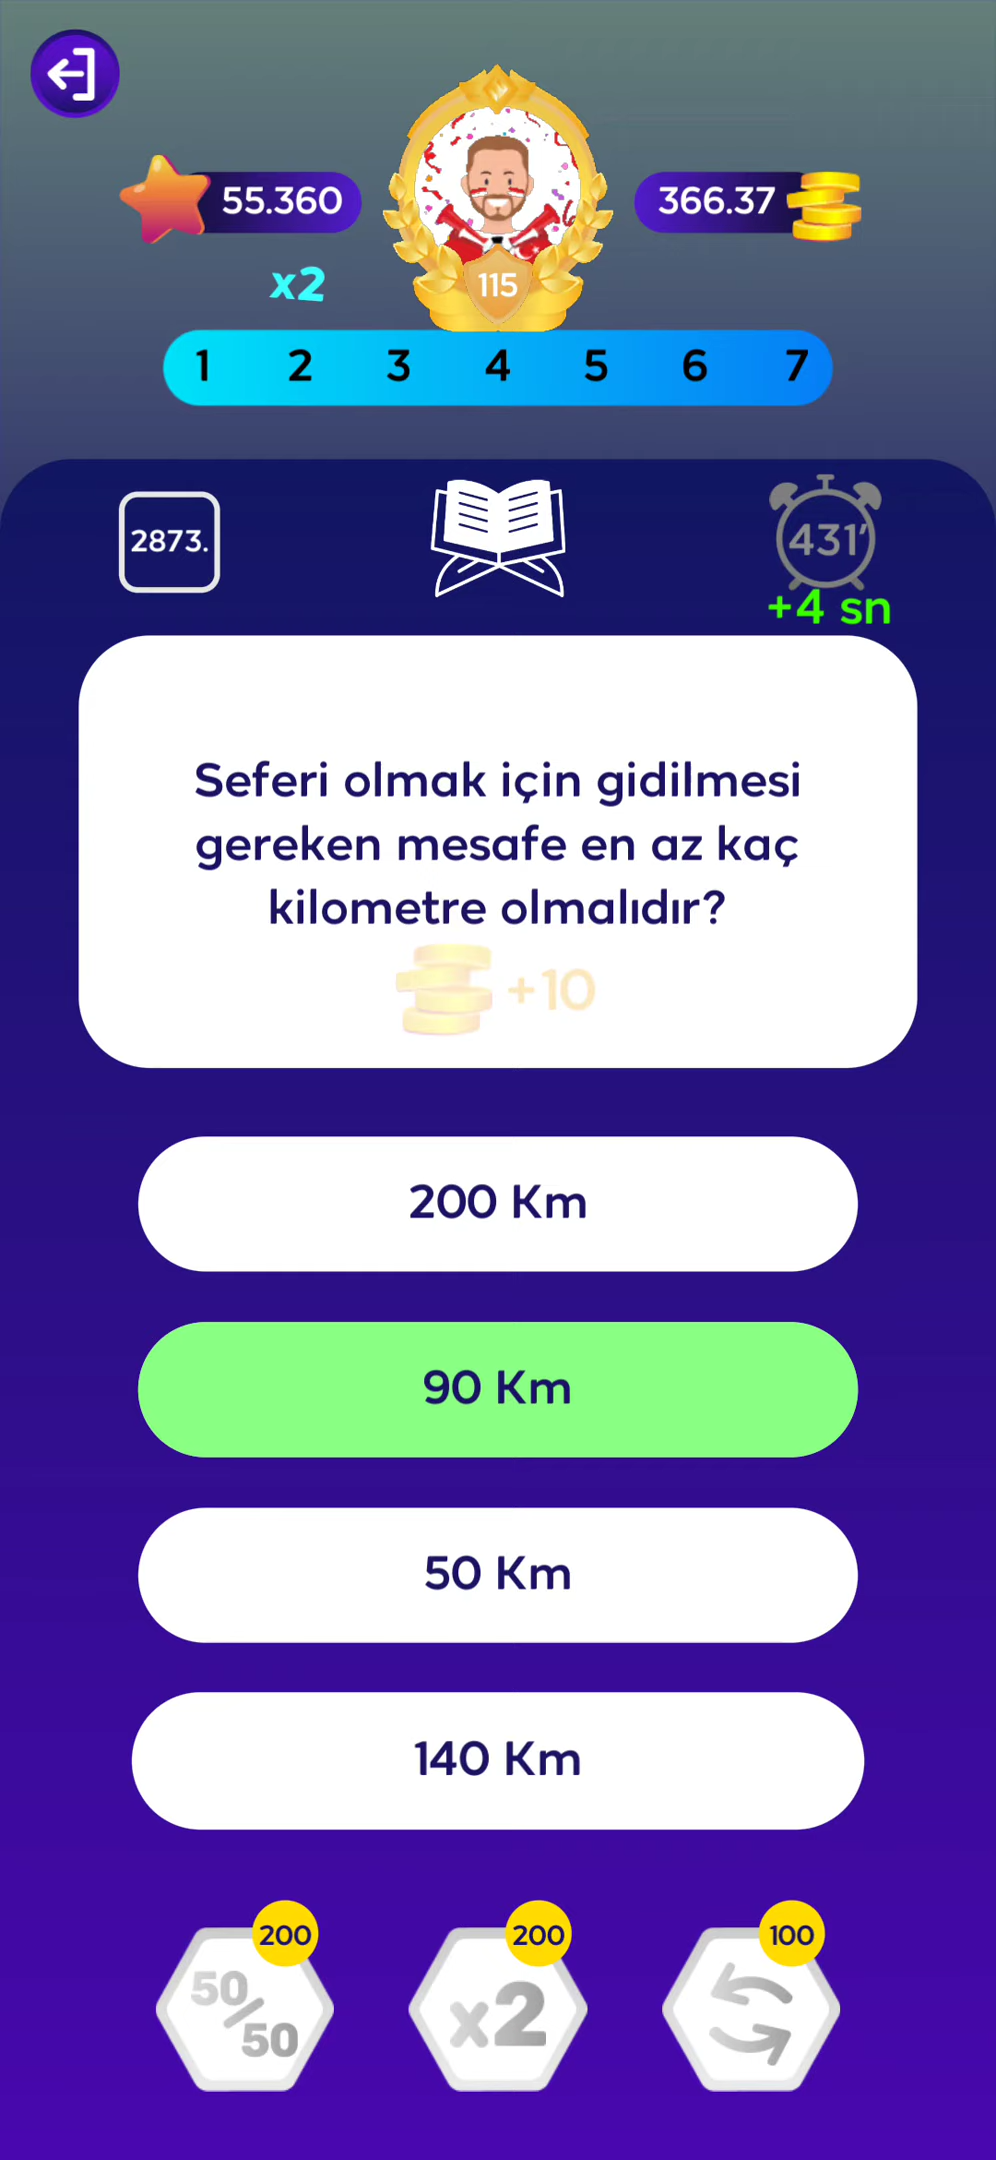 55.360
366.37
115
x2
1 2 3 4 5 6 7
2873.
431'
+4 sn
Seferi olmak için gidilmesi
gereken mesafe en az kaç
kilometre olmalıdır?
+10
200 Km
90 Km
50 Km
140 Km
200
200
100
50/50
x2